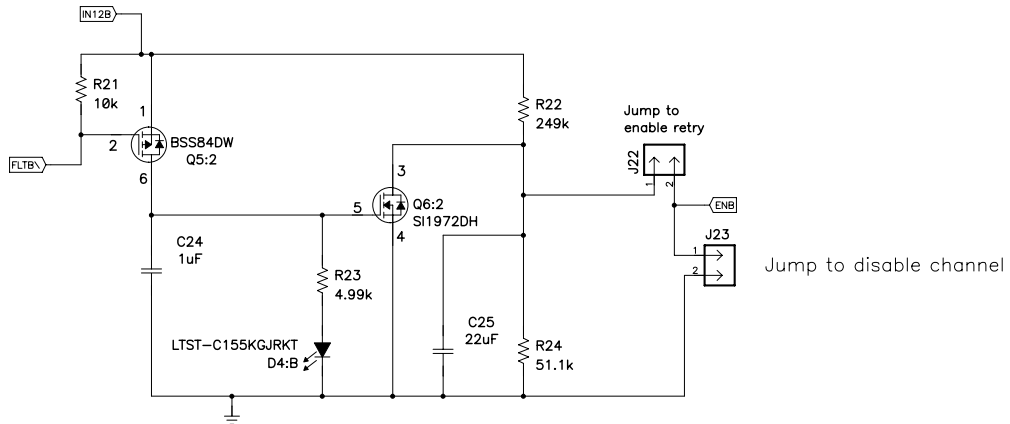 IN12B
R21
10k
1
2
BSS84DW
Q5:2
6
FLTB\
R22
249k
Jump to
enable retry
J22
1
2
ENB
3
Q6:2
SI1972DH
5
4
J23
1
2
Jump to disable channel
C24
1uF
R23
4.99k
LTST-C155KGJRKT
D4:B
C25
22uF
R24
51.1k